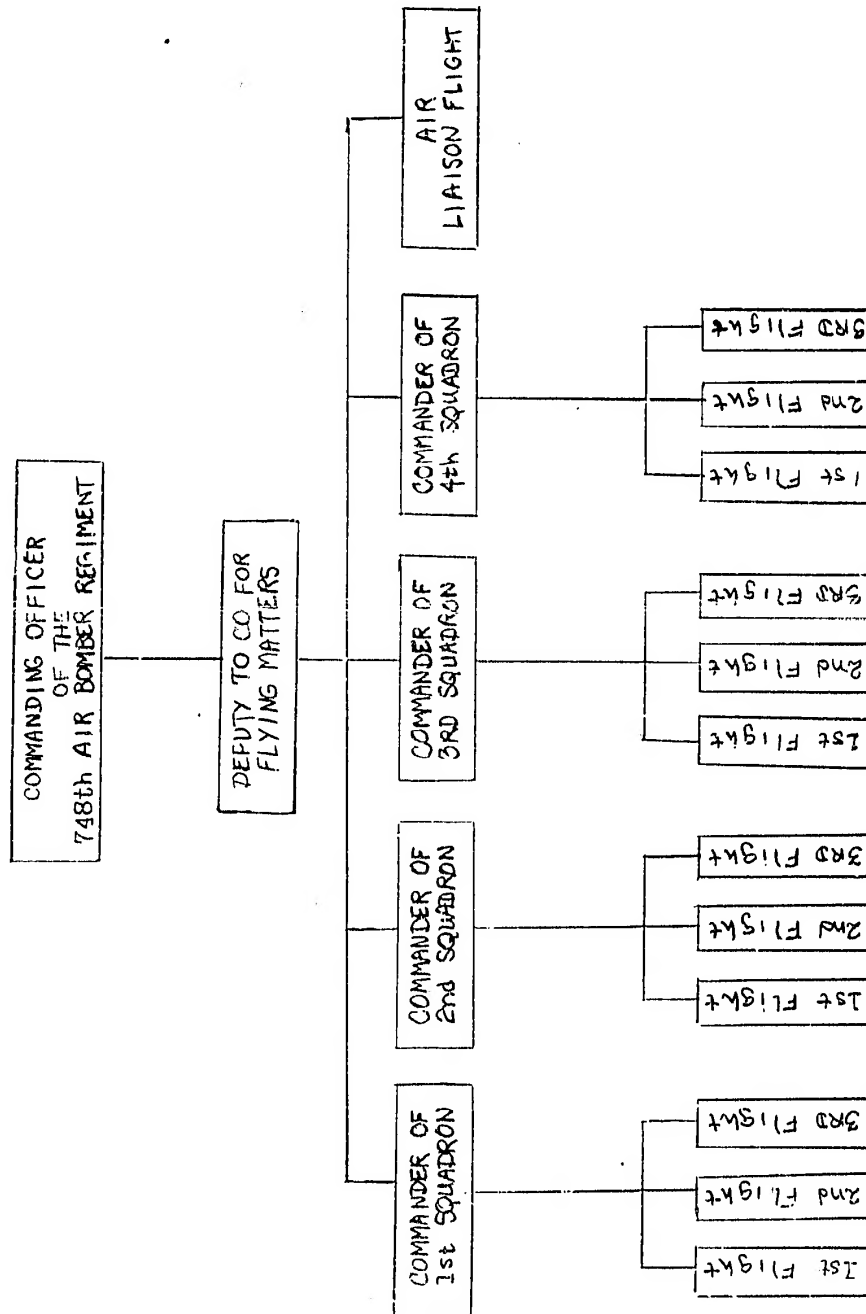 COMMANDING OFFICER
OF THE
748th AIR BOMBER REGIMENT
DEPUTY TO CO FOR
FLYING MATTERS
COMMANDER OF
1st SQUADRON
COMMANDER OF
2nd SQUADRON
COMMANDER OF
3RD SQUADRON
COMMANDER OF
4th SQUADRON
AIR
LIAISON FLIGHT
1st Flight
2nd Flight
3RD Flight
1st Flight
2nd Flight
3RD Flight
1st Flight
2nd Flight
3RD Flight
1st Flight
2nd Flight
3RD Flight